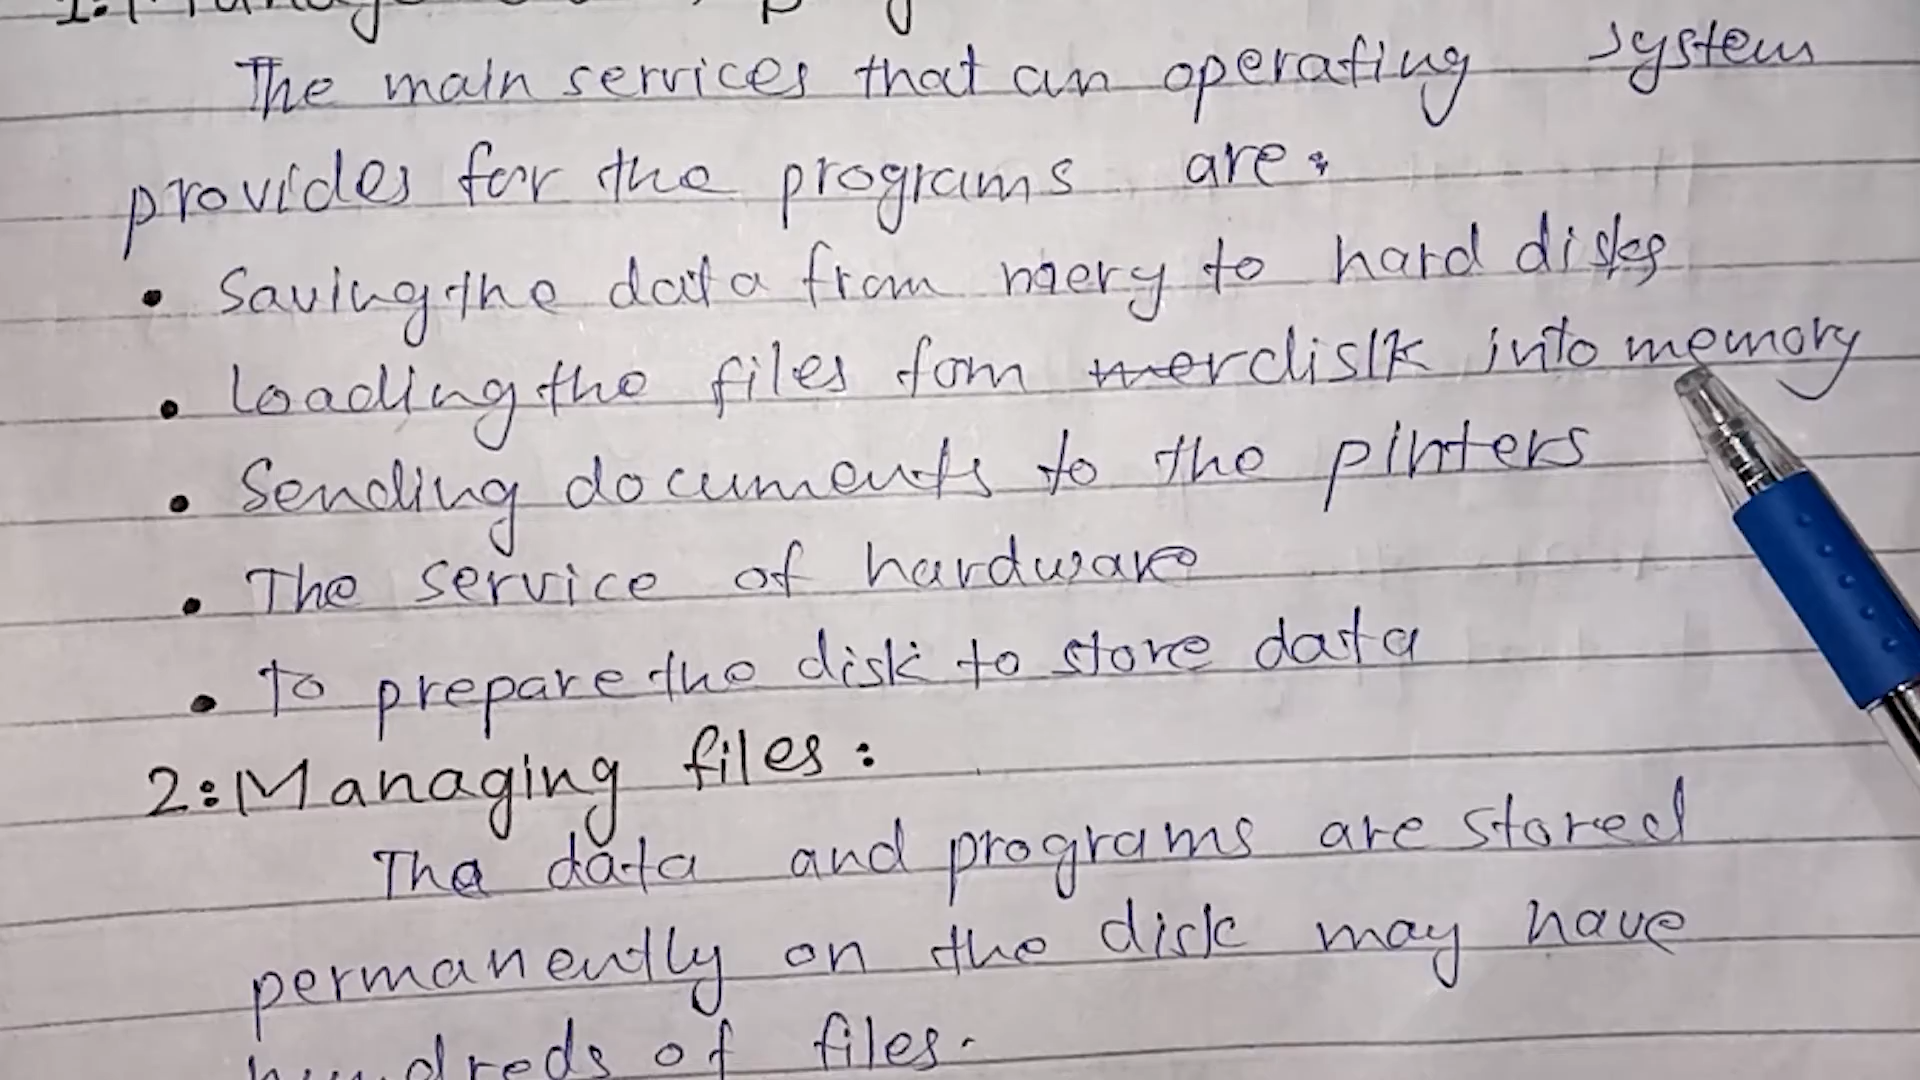 The main services that an operating system
provides for the programs are:
• Saving the data from mery to hard disks
• Loading the files fom disk into memory
• Sending documents to the pinters
• The service of hardware
• To prepare the disk to store data
2:Managing files:
The data and programs are stored
permanently on the disk may have
hundreds of files.